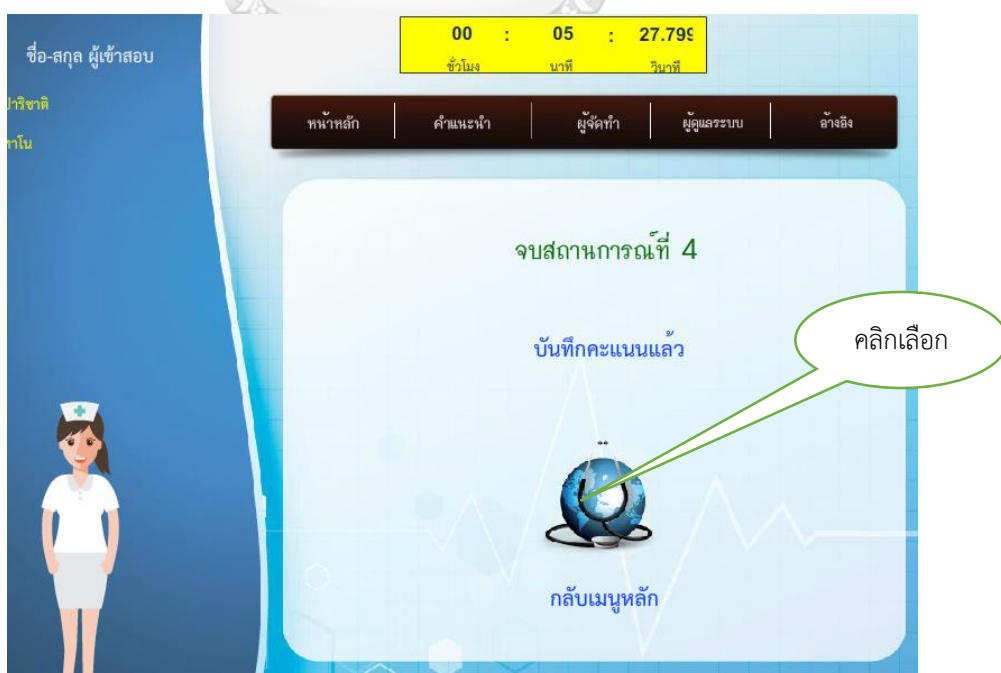 00 : 05 : 27.799
ชั่วโมง นาที วินาที
ชื่อ-สกุล ผู้เข้าสอบ
ปาริชาติ
ทาโน
หน้าหลัก คำแนะนำ ผู้จัดทำ ผู้ดูแลระบบ อ้างอิง
จบสถานการณ์ที่ 4
บันทึกคะแนนแล้ว
คลิกเลือก
กลับเมนูหลัก